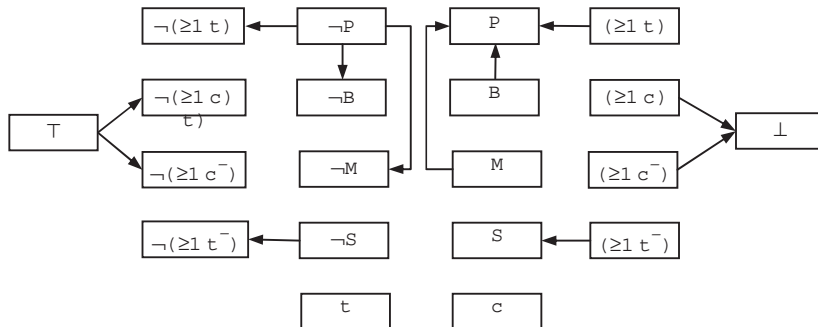 ¬(≥1 t) ¬P P (≥1 t)
¬(≥1 c) ¬B B (≥1 c)
t)
⊤ ⊥
¬(≥1 c⁻) ¬M M (≥1 c⁻)
¬(≥1 t⁻) ¬S S (≥1 t⁻)
t c